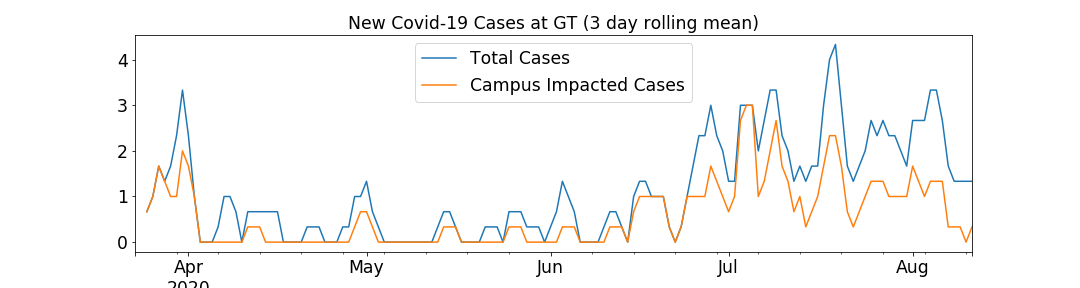 New Covid-19 Cases at GT (3 day rolling mean)
Total Cases
Campus Impacted Cases
4
3
2
1
0
Apr
2020
May
Jun
Jul
Aug